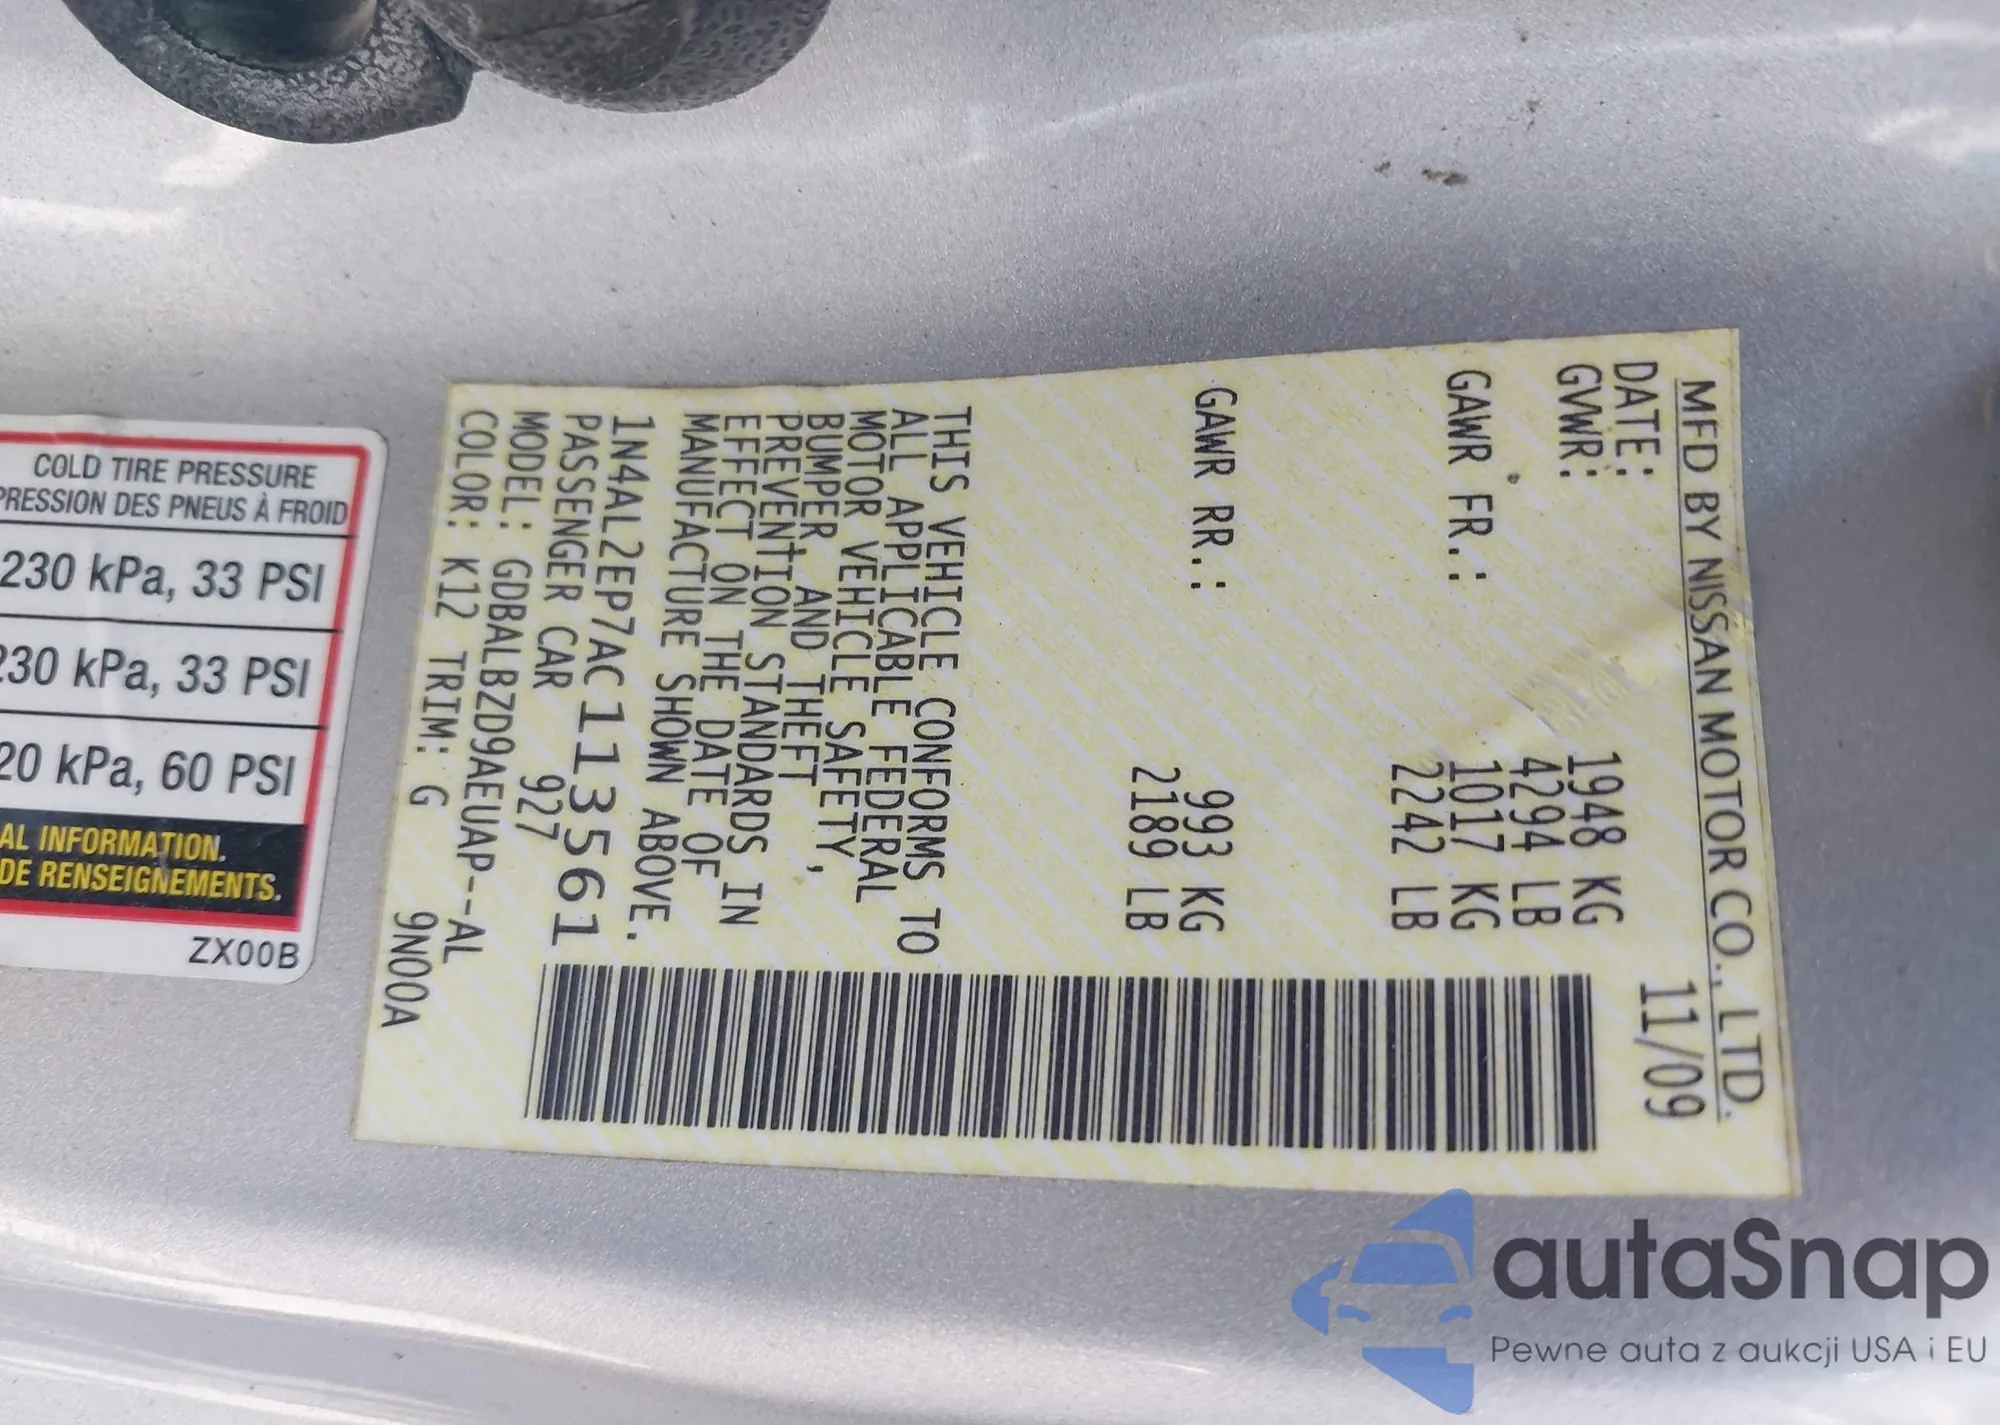 MFD BY NISSAN MOTOR CO., LTD.
DATE: 11/09
GVWR: 1948 KG
4294 LB
GAWR FR.: 1017 KG
2242 LB
GAWR RR.: 993 KG
2189 LB
THIS VEHICLE CONFORMS TO
ALL APPLICABLE FEDERAL
MOTOR VEHICLE SAFETY,
BUMPER, AND THEFT
PREVENTION STANDARDS IN
EFFECT ON THE DATE OF
MANUFACTURE SHOWN ABOVE.
1N4AL2EP7AC113561
PASSENGER CAR 927
MODEL: GDBALBZD9AEUAP--AL
COLOR: K12 TRIM: G 9N00A
COLD TIRE PRESSURE
PRESSION DES PNEUS À FROID
230 kPa, 33 PSI
230 kPa, 33 PSI
20 kPa, 60 PSI
AL INFORMATION.
DE RENSEIGNEMENTS.
ZX00B
autaSnap
Pewne auta z aukcji USA i EU